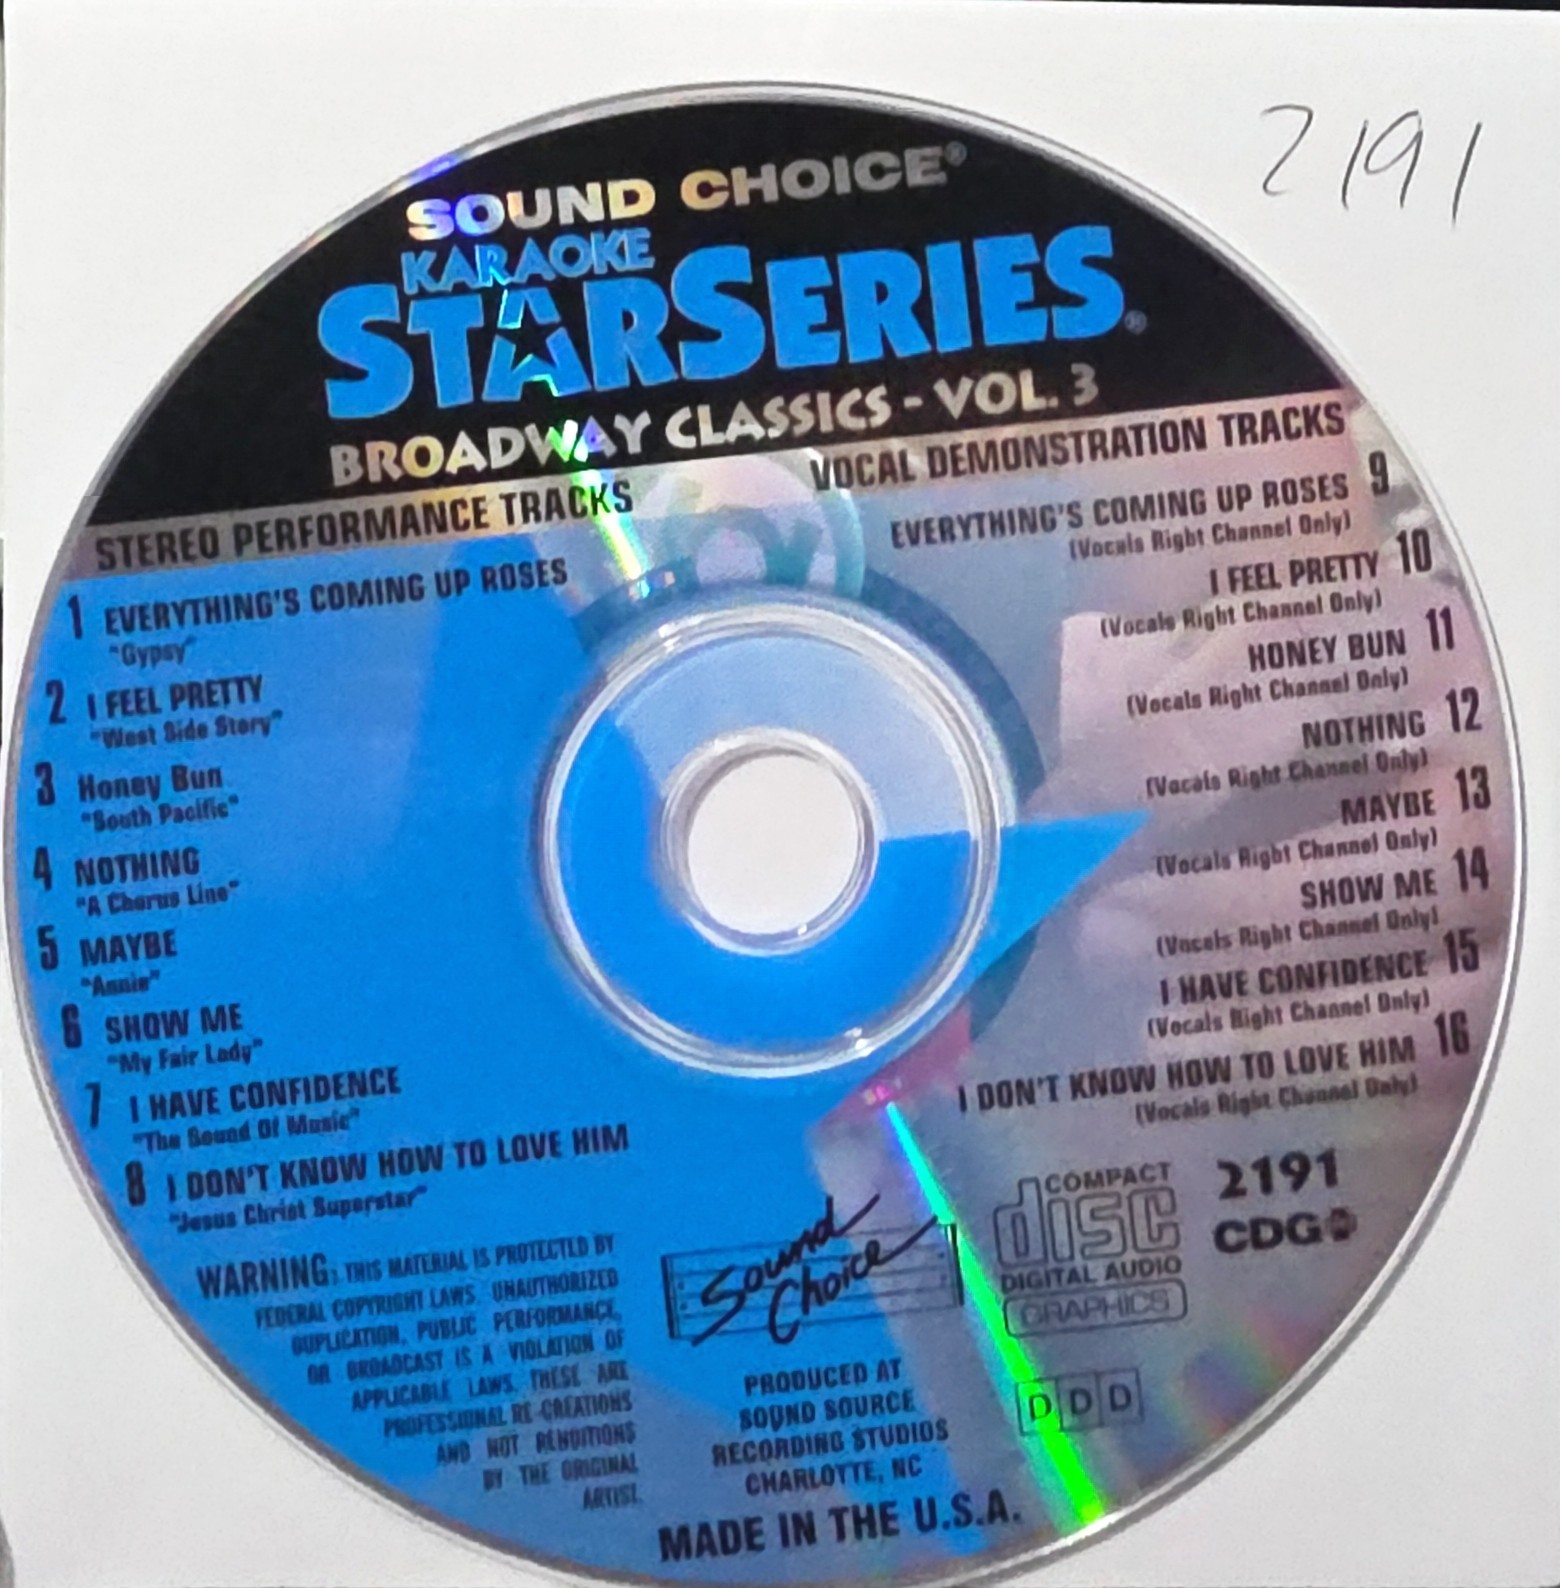 2191
SOUND CHOICE®
KARAOKE
STARSERIES®
BROADWAY CLASSICS - VOL. 3
STEREO PERFORMANCE TRACKS
1 EVERYTHING'S COMING UP ROSES
"Gypsy"
2 I FEEL PRETTY
"West Side Story"
3 Honey Bun
"South Pacific"
4 NOTHING
"A Chorus Line"
5 MAYBE
"Annie"
6 SHOW ME
"My Fair Lady"
7 I HAVE CONFIDENCE
"The Sound Of Music"
8 I DON'T KNOW HOW TO LOVE HIM
"Jesus Christ Superstar"
VOCAL DEMONSTRATION TRACKS
EVERYTHING'S COMING UP ROSES 9
(Vocals Right Channel Only)
I FEEL PRETTY 10
(Vocals Right Channel Only)
HONEY BUN 11
(Vocals Right Channel Only)
NOTHING 12
(Vocals Right Channel Only)
MAYBE 13
(Vocals Right Channel Only)
SHOW ME 14
(Vocals Right Channel Only)
I HAVE CONFIDENCE 15
(Vocals Right Channel Only)
I DON'T KNOW HOW TO LOVE HIM 16
(Vocals Right Channel Only)
WARNING: THIS MATERIAL IS PROTECTED BY
FEDERAL COPYRIGHT LAWS. UNAUTHORIZED
DUPLICATION, PUBLIC PERFORMANCE,
OR BROADCAST IS A VIOLATION OF
APPLICABLE LAWS. THESE ARE
PROFESSIONAL RE-CREATIONS
AND NOT RENDITIONS
BY THE ORIGINAL
ARTIST.
Sound
Choice
PRODUCED AT
SOUND SOURCE
RECORDING STUDIOS
CHARLOTTE, NC
MADE IN THE U.S.A.
COMPACT
disc
DIGITAL AUDIO
GRAPHICS
2191
CDG
DDD